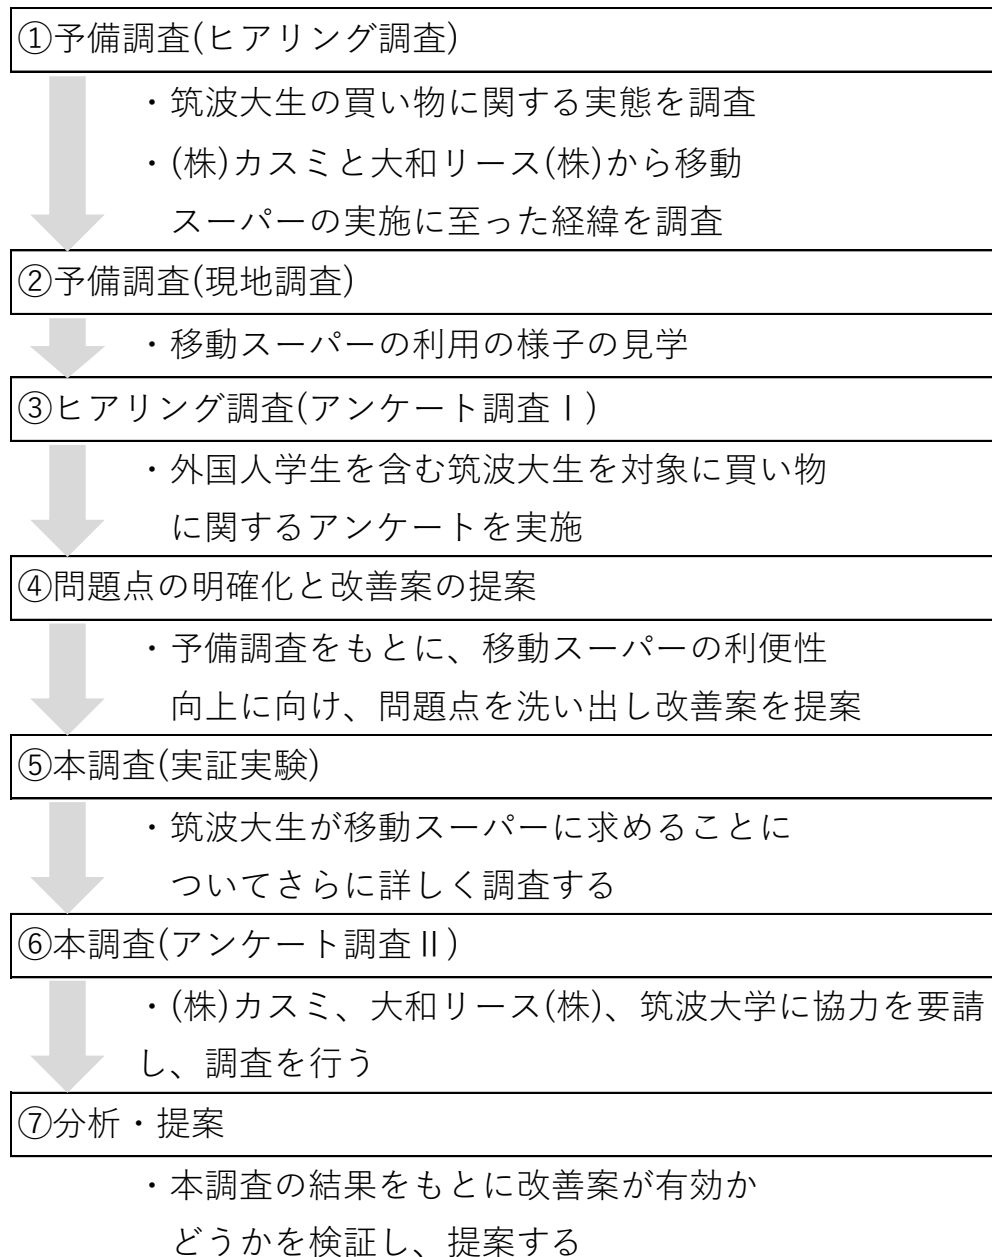 ①予備調査(ヒアリング調査)
・筑波大生の買い物に関する実態を調査
・(株)カスミと大和リース(株)から移動
スーパーの実施に至った経緯を調査
②予備調査(現地調査)
・移動スーパーの利用の様子の見学
③ヒアリング調査(アンケート調査Ⅰ)
・外国人学生を含む筑波大生を対象に買い物
に関するアンケートを実施
④問題点の明確化と改善案の提案
・予備調査をもとに、移動スーパーの利便性
向上に向け、問題点を洗い出し改善案を提案
⑤本調査(実証実験)
・筑波大生が移動スーパーに求めることに
ついてさらに詳しく調査する
⑥本調査(アンケート調査Ⅱ)
・(株)カスミ、大和リース(株)、筑波大学に協力を要請
し、調査を行う
⑦分析・提案
・本調査の結果をもとに改善案が有効か
どうかを検証し、提案する